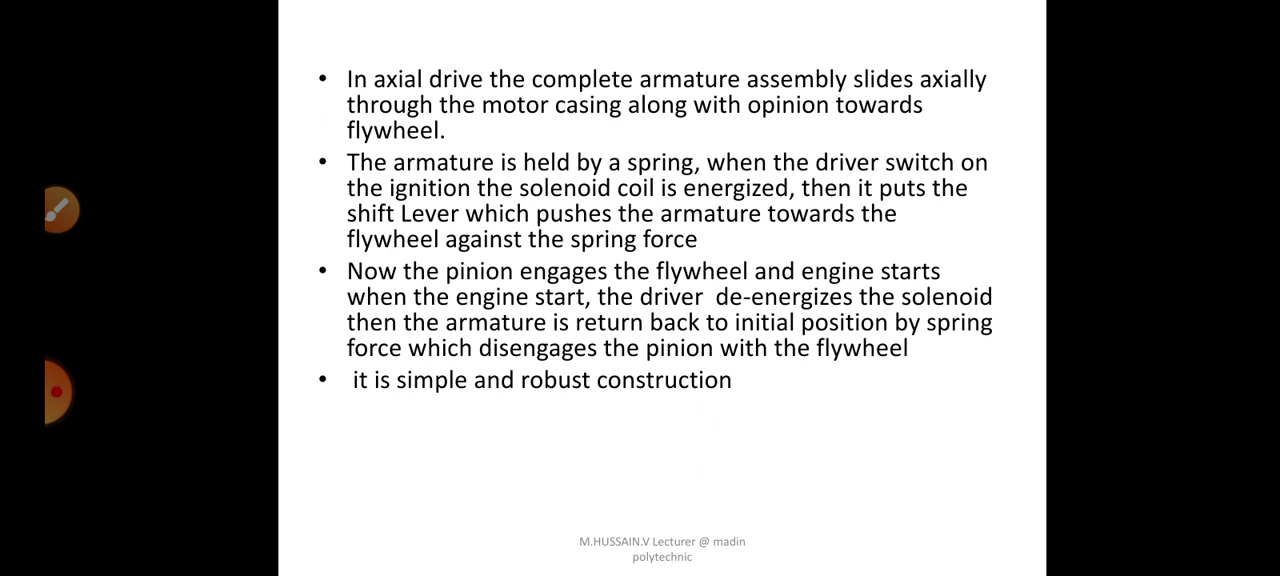 • In axial drive the complete armature assembly slides axially
through the motor casing along with opinion towards
flywheel.
• The armature is held by a spring, when the driver switch on
the ignition the solenoid coil is energized, then it puts the
shift Lever which pushes the armature towards the
flywheel against the spring force
• Now the pinion engages the flywheel and engine starts
when the engine start, the driver  de-energizes the solenoid
then the armature is return back to initial position by spring
force which disengages the pinion with the flywheel
•  it is simple and robust construction
M.HUSSAIN.V Lecturer @ madin
polytechnic